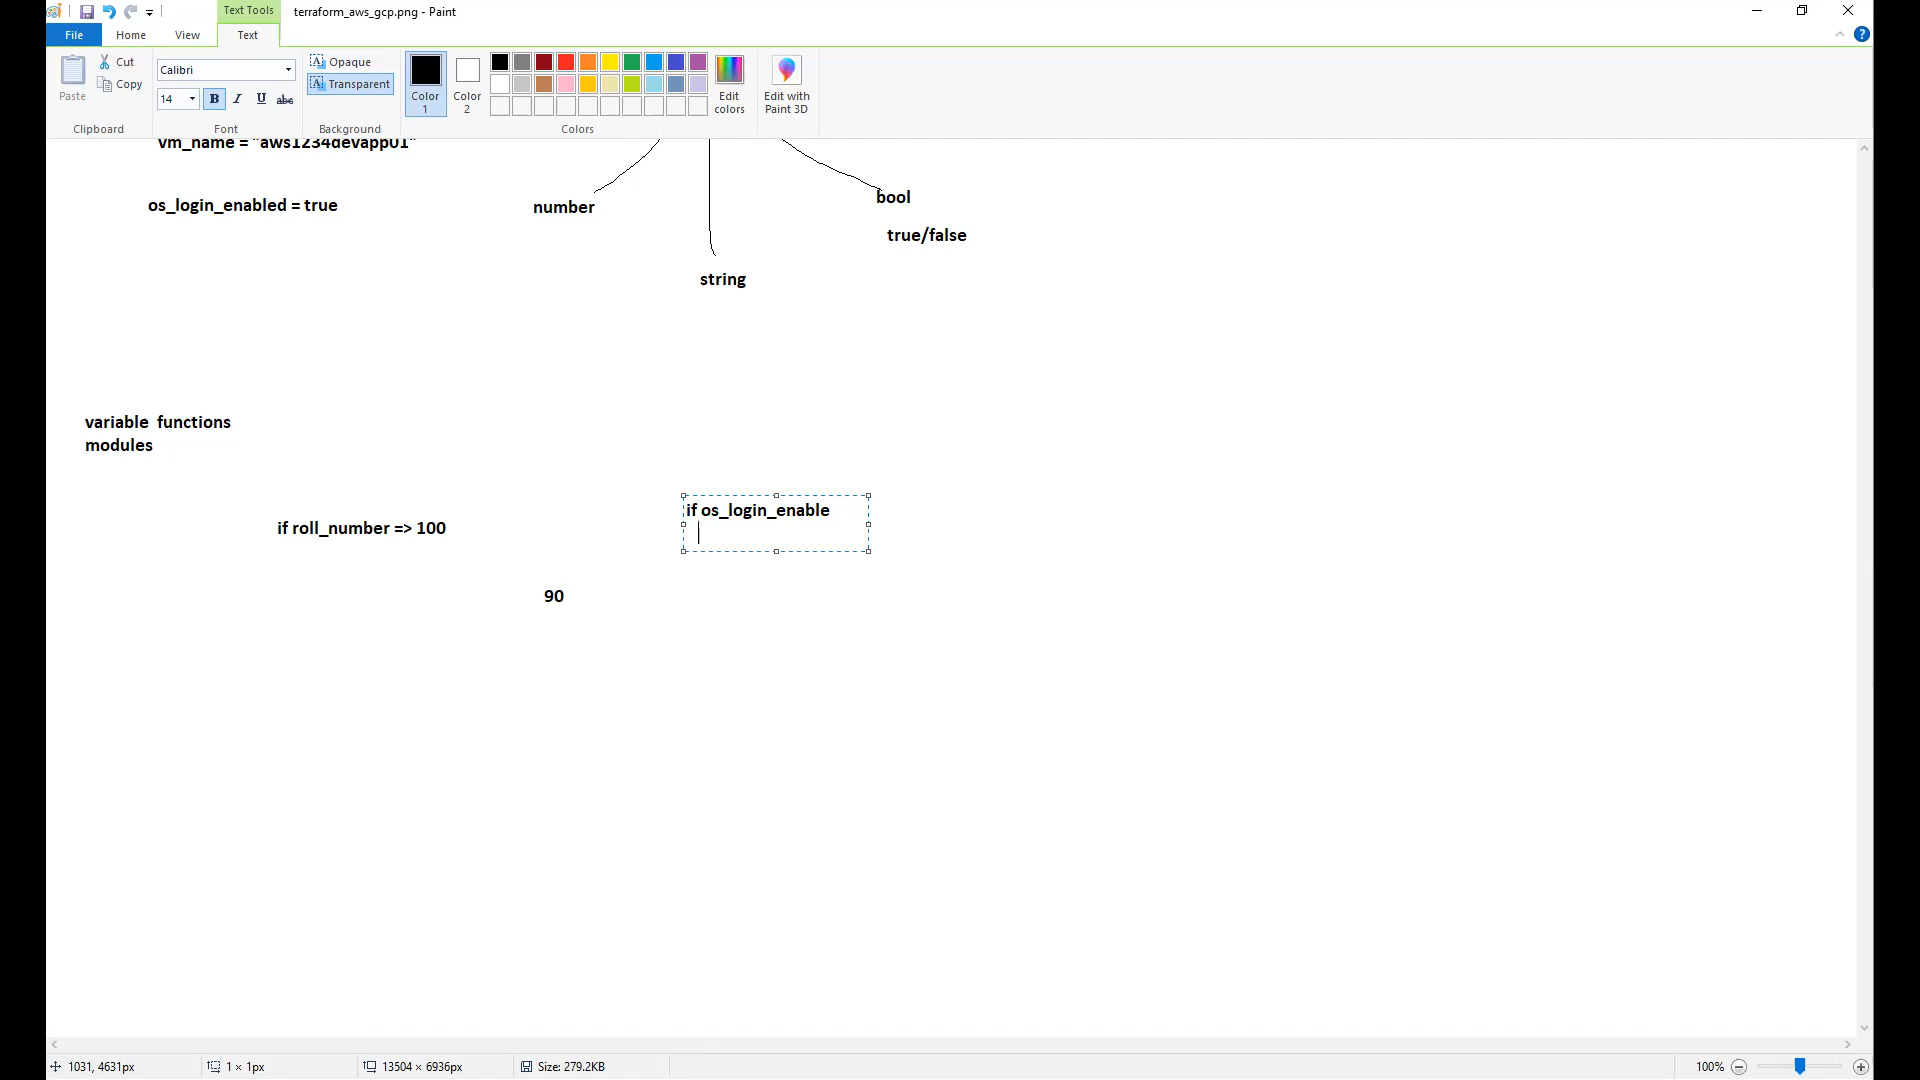 Text Tools
terraform_aws_gcp.png - Paint
File
Home
View
Text
Paste
Cut
Copy
Clipboard
Calibri
14
B
I
U
abc
Font
Opaque
Transparent
Background
Color 1
Color 2
Edit colors
Colors
Edit with Paint 3D
vm_name = "aws1234devapp01"
os_login_enabled = true
number
string
bool
true/false
variable functions
modules
if roll_number => 100
if os_login_enable
90
1031, 4631px
1 × 1px
13504 × 6936px
Size: 279.2KB
100%